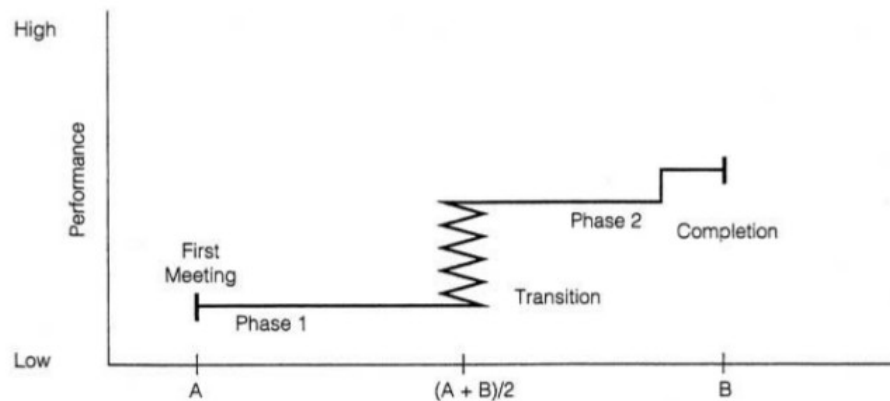 High
Performance
First
Meeting
Phase 1
Transition
Phase 2
Completion
Low
A
(A + B)/2
B